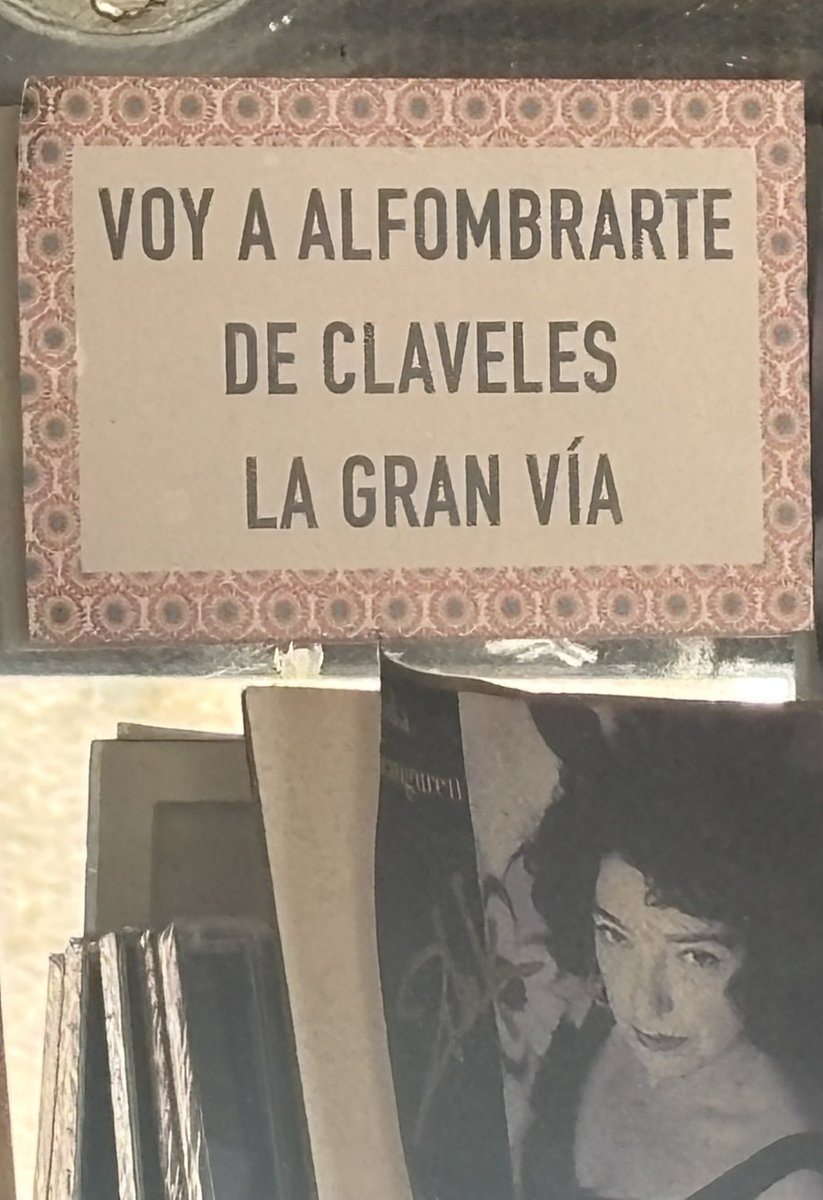 VOY A ALFOMBRARTE
DE CLAVELES
LA GRAN VÍA